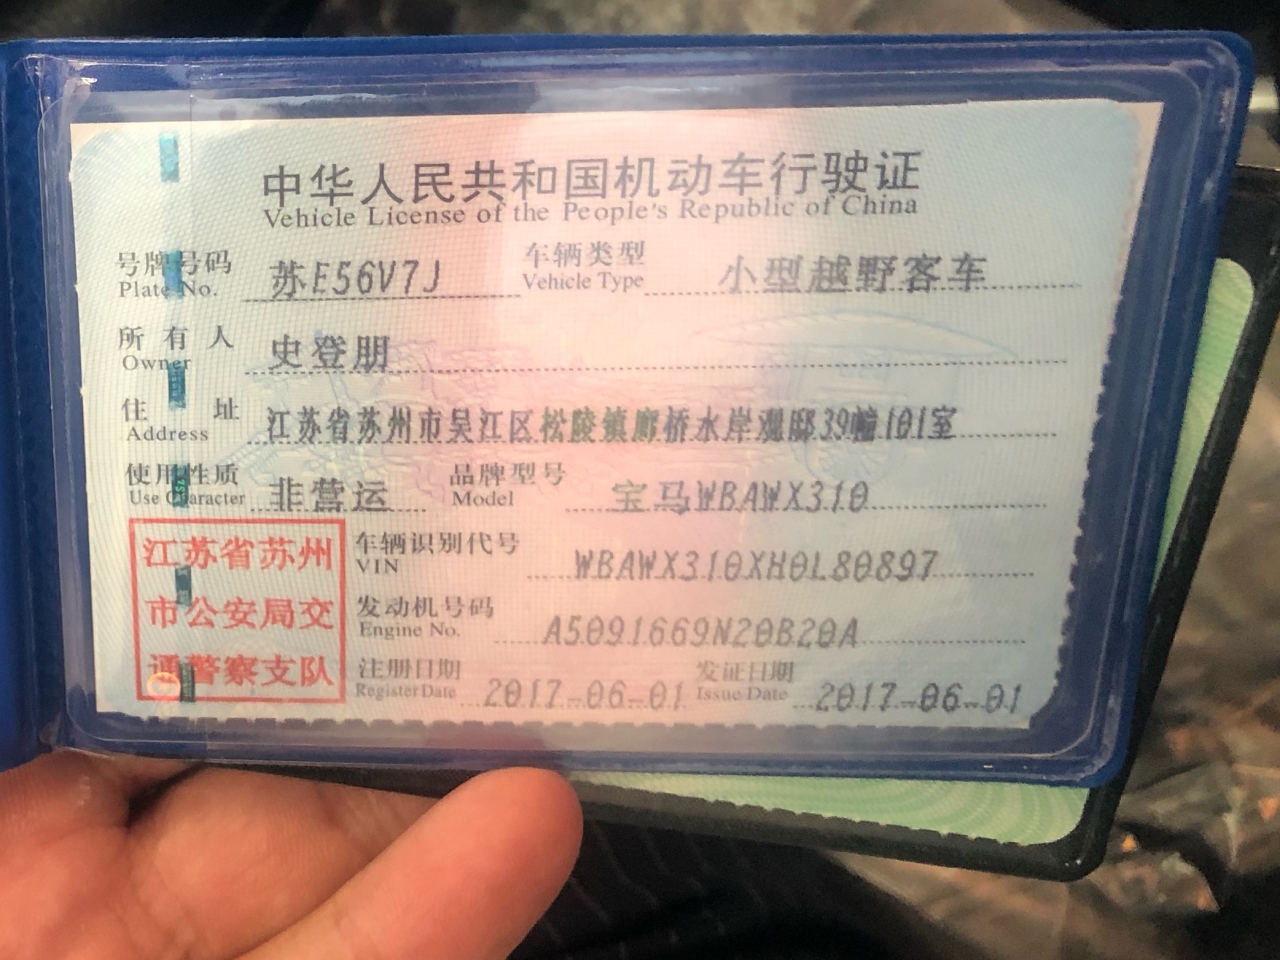 中华人民共和国机动车行驶证
Vehicle License of the People's Republic of China
号牌号码 苏E56V7J 车辆类型 小型越野客车
Plate No. Vehicle Type
所有人 史登朋
Owner
住址 江苏省苏州市吴江区松陵镇廊桥水岸观邸39幢101室
Address
使用性质 非营运 品牌型号 宝马WBAWX310
Use Character Model
江苏省苏州
市公安局交
通警察支队
车辆识别代号 WBAWX310XH0L80897
VIN
发动机号码 A5091669N20B20A
Engine No.
注册日期 2017-06-01 发证日期 2017-06-01
Register Date Issue Date